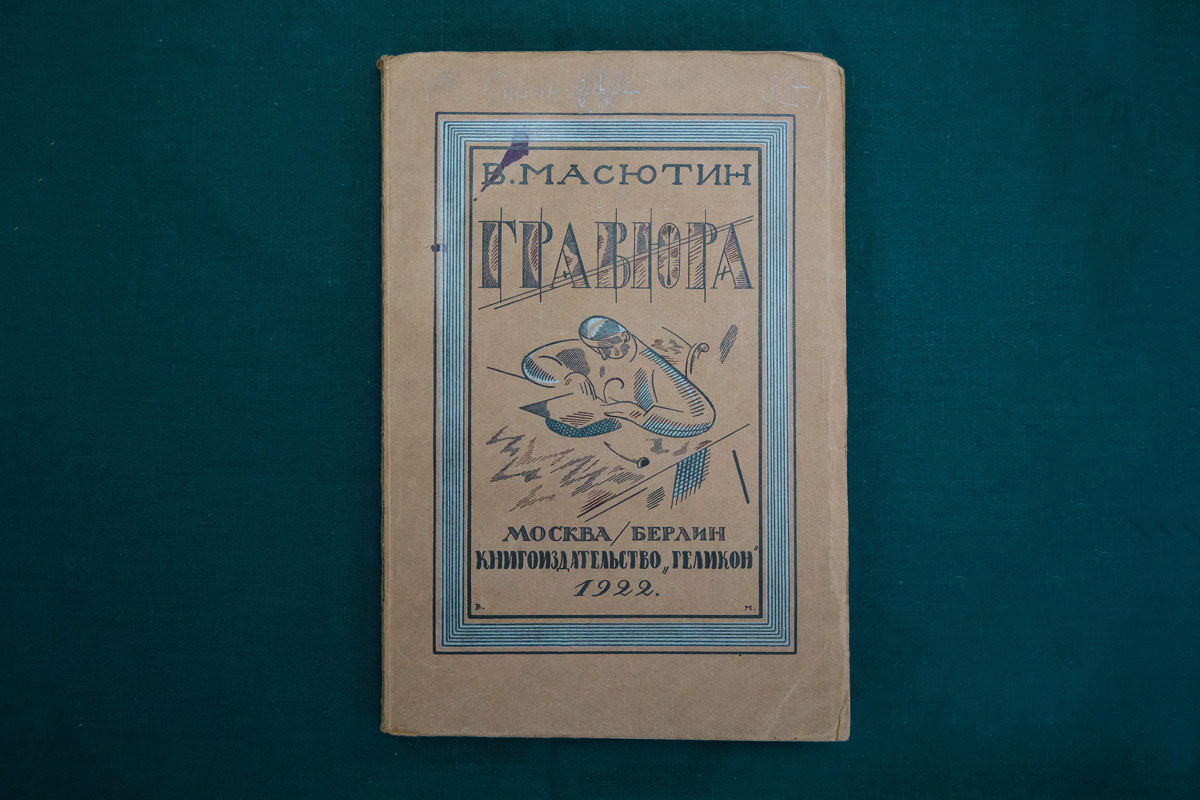 В. МАСЮТИН
ГРАВЮРА
МОСКВА/БЕРЛИН
КНИГОИЗДАТЕЛЬСТВО „ГЕЛИКОН"
1922.
В. М.